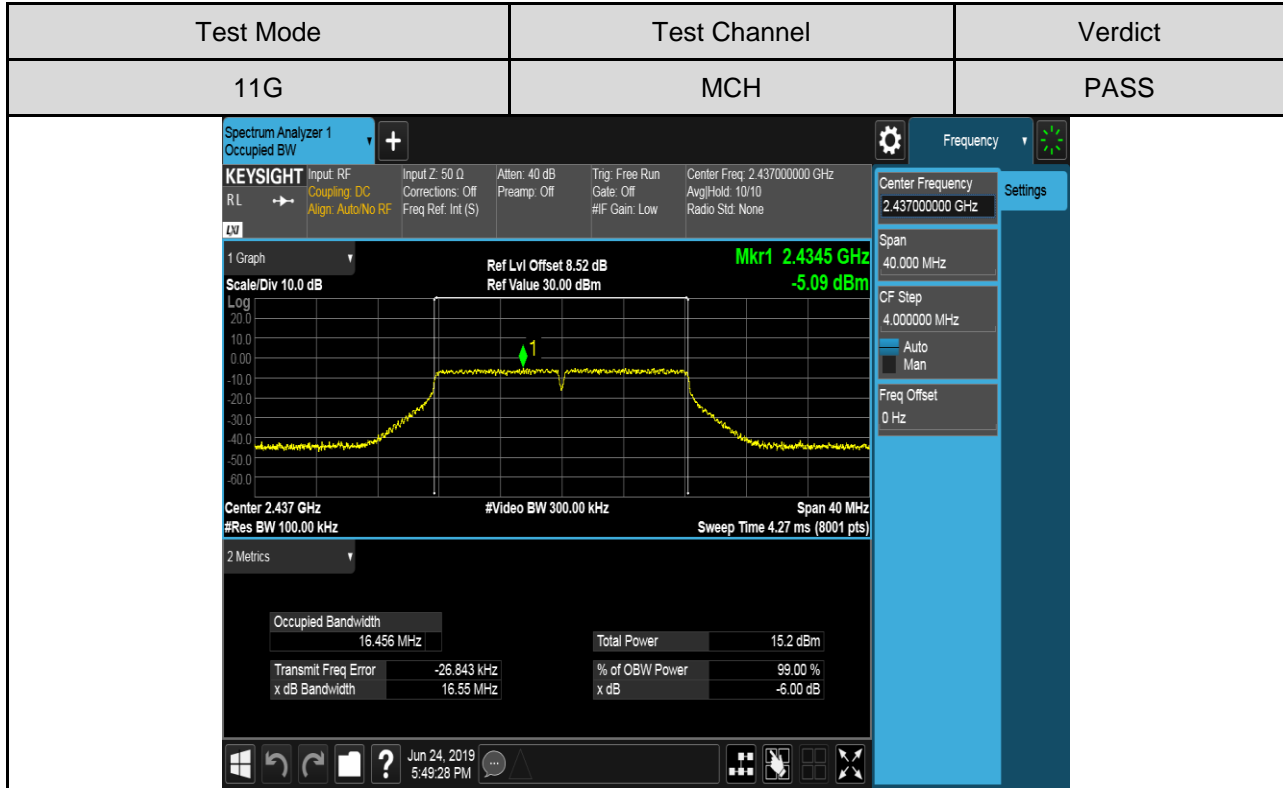 Test Mode Test Channel Verdict
11G MCH PASS
Spectrum Analyzer 1
Occupied BW
+
Frequency
KEYSIGHT
RL
LXI
Input: RF
Coupling: DC
Align: Auto/No RF
Input Z: 50 Ω
Corrections: Off
Freq Ref: Int (S)
Atten: 40 dB
Preamp: Off
Trig: Free Run
Gate: Off
#IF Gain: Low
Center Freq: 2.437000000 GHz
Avg|Hold: 10/10
Radio Std: None
Center Frequency
2.437000000 GHz
Settings
Span
40.000 MHz
CF Step
4.000000 MHz
Auto
Man
Freq Offset
0 Hz
1 Graph
Scale/Div 10.0 dB
Ref Lvl Offset 8.52 dB
Ref Value 30.00 dBm
Mkr1 2.4345 GHz
-5.09 dBm
Log
20.0
10.0
0.00
-10.0
-20.0
-30.0
-40.0
-50.0
-60.0
1
Center 2.437 GHz
#Res BW 100.00 kHz
#Video BW 300.00 kHz
Span 40 MHz
Sweep Time 4.27 ms (8001 pts)
2 Metrics
Occupied Bandwidth
16.456 MHz
Total Power 15.2 dBm
Transmit Freq Error -26.843 kHz
% of OBW Power 99.00 %
x dB Bandwidth 16.55 MHz
x dB -6.00 dB
?
Jun 24, 2019
5:49:28 PM